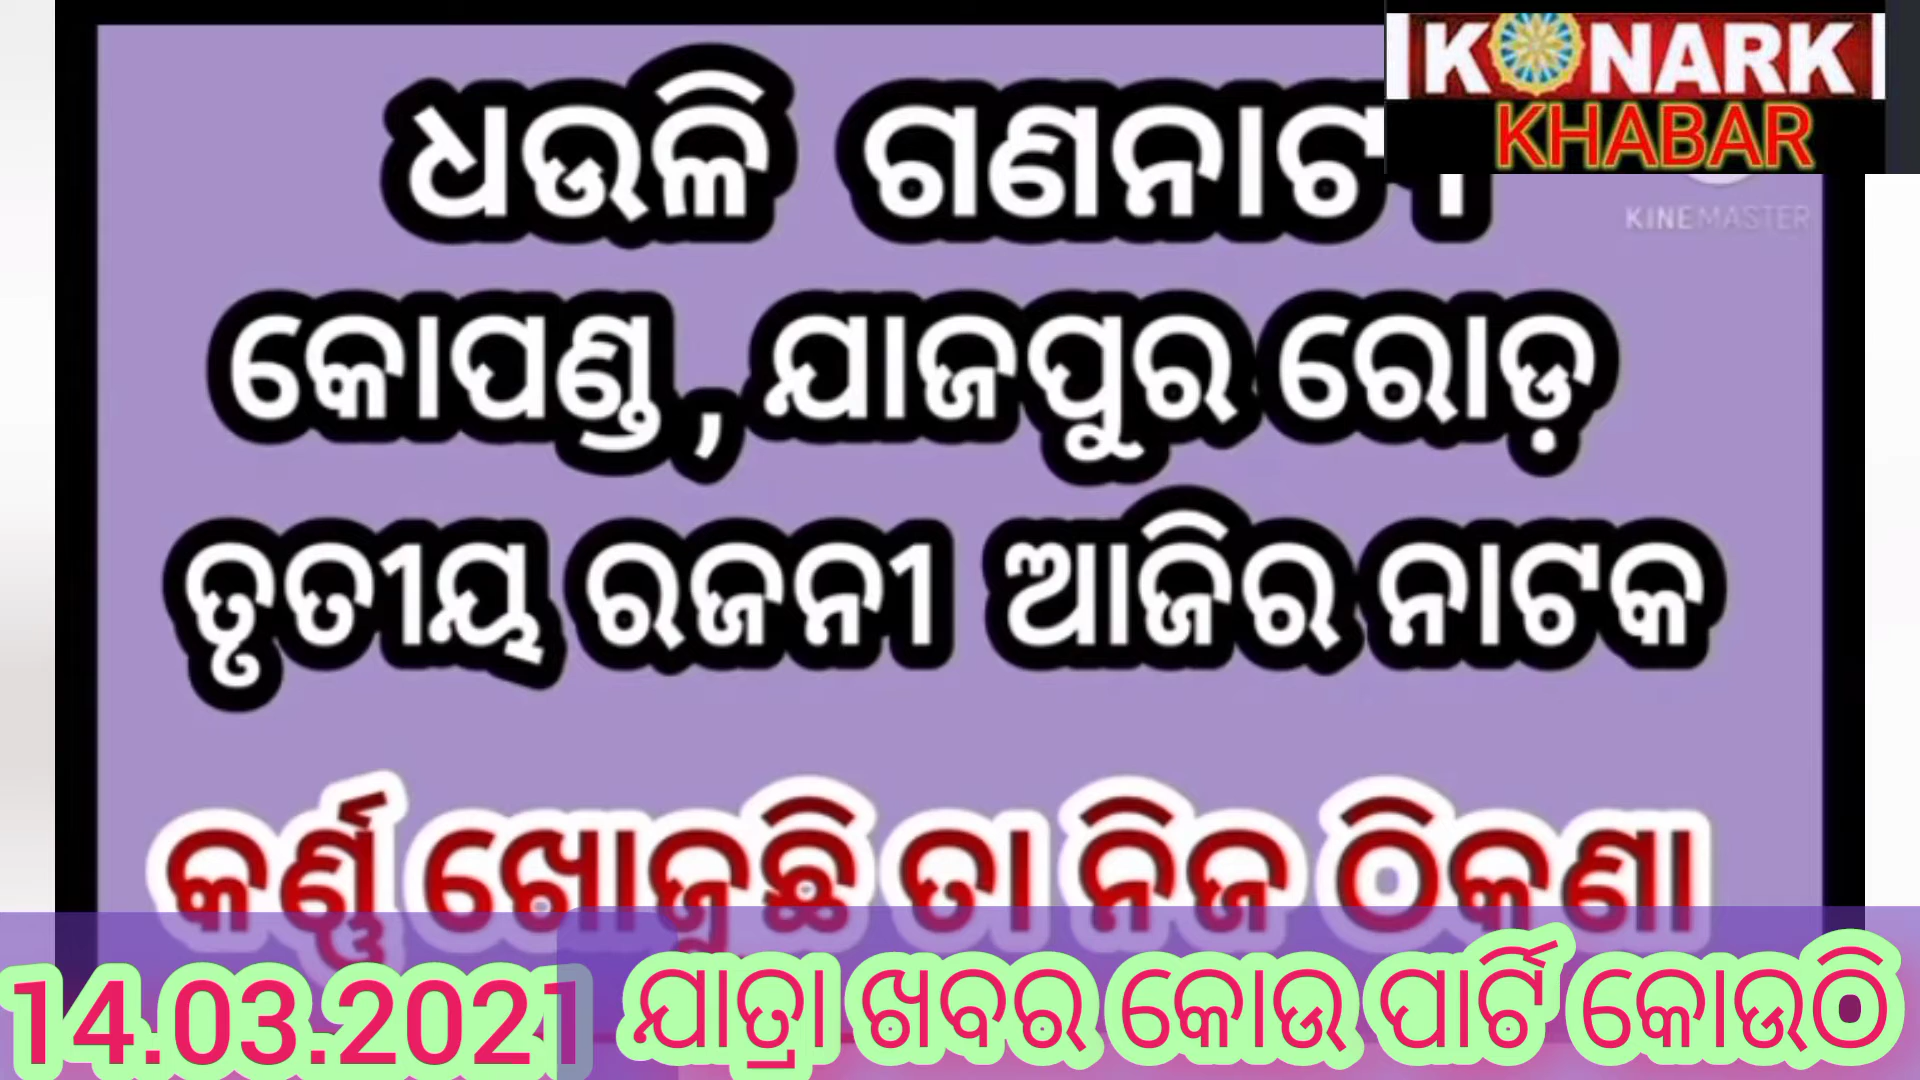 KONARK
KHABAR
ଧଉଳି ଗଣନାଟ୍ୟ
KINEMASTER
କୋପଣ୍ଡ, ଯାଜପୁର ରୋଡ଼
ତୃତୀୟ ରଜନୀ ଆଜିର ନାଟକ
କର୍ଣ୍ଣ ଖୋଜୁଛି ତା ନିଜ ଠିକଣା
14.03.2021 ଯାତ୍ରା ଖବର କୋଉ ପାର୍ଟି କୋଉଠି